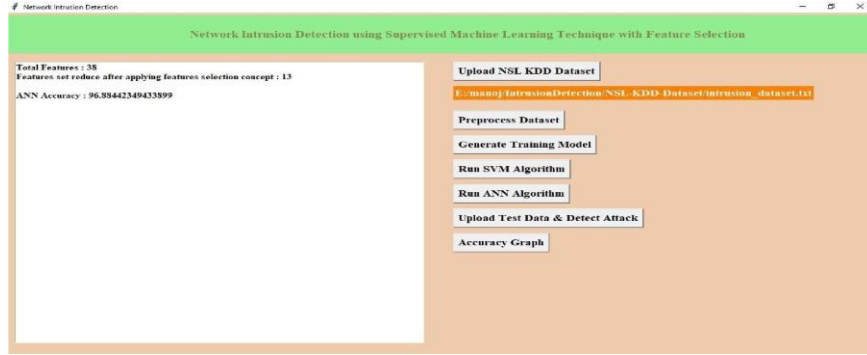 Network Intrusion Detection
Network Intrusion Detection using Supervised Machine Learning Technique with Feature Selection
Total Features : 38
Features set reduce after applying features selection concept : 13
ANN Accuracy : 96.88442349433899
Upload NSL KDD Dataset
E:/manoj/IntrusionDetection/NSL-KDD-Dataset/intrusion_dataset.txt
Preprocess Dataset
Generate Training Model
Run SVM Algorithm
Run ANN Algorithm
Upload Test Data & Detect Attack
Accuracy Graph